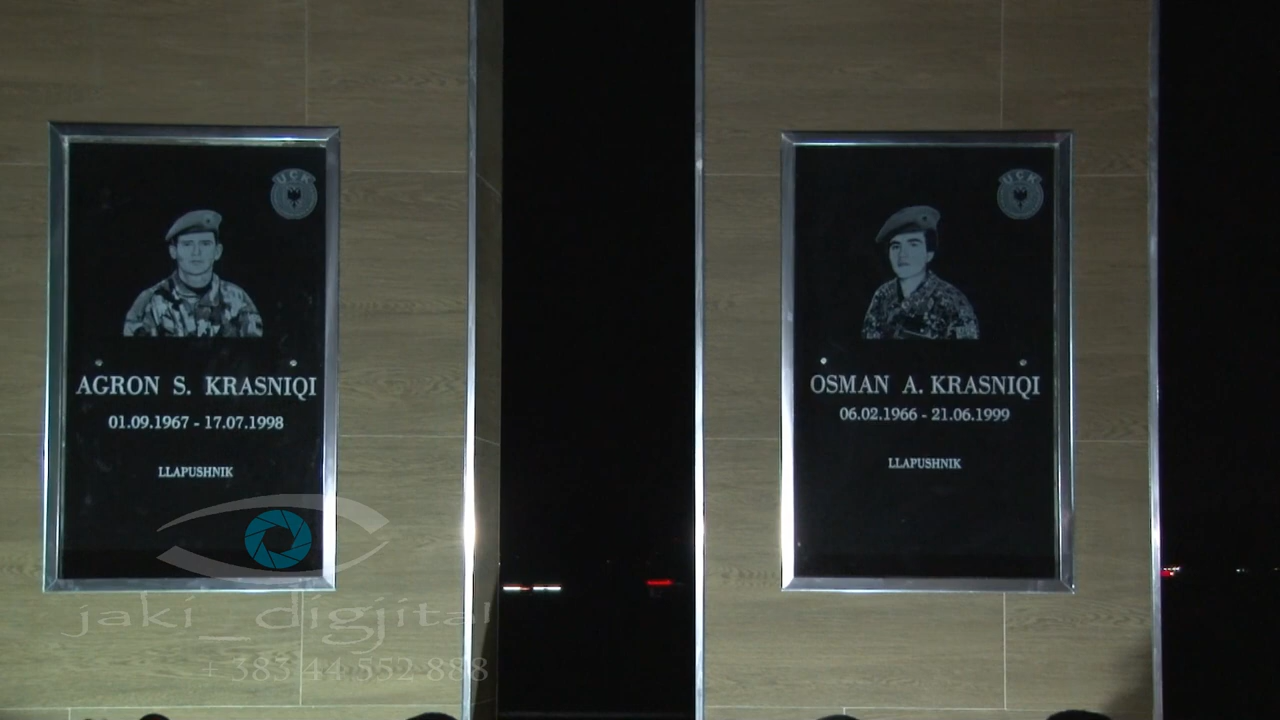 UÇK
AGRON S. KRASNIQI
01.09.1967 - 17.07.1998
LLAPUSHNIK
UÇK
OSMAN A. KRASNIQI
06.02.1966 - 21.06.1999
LLAPUSHNIK
jaki_digjital
+383 44 552 888